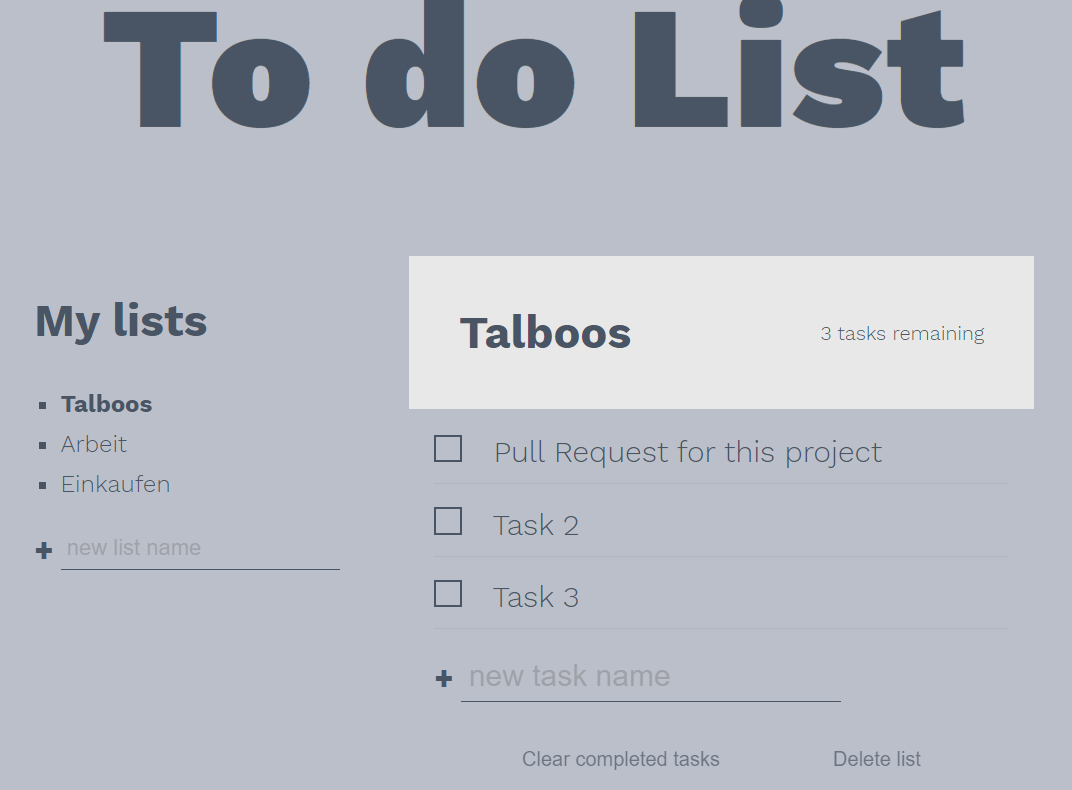 To do List
My lists
Talboos
Arbeit
Einkaufen
+ new list name
Talboos
3 tasks remaining
Pull Request for this project
Task 2
Task 3
+ new task name
Clear completed tasks
Delete list